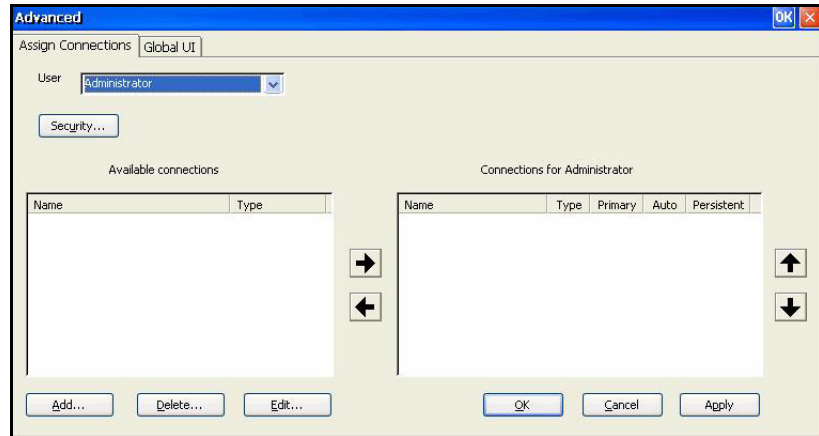 Advanced OK
Assign Connections Global UI
User Administrator
Security...
Available connections Connections for Administrator
Name Type Name Type Primary Auto Persistent
Add... Delete... Edit... OK Cancel Apply